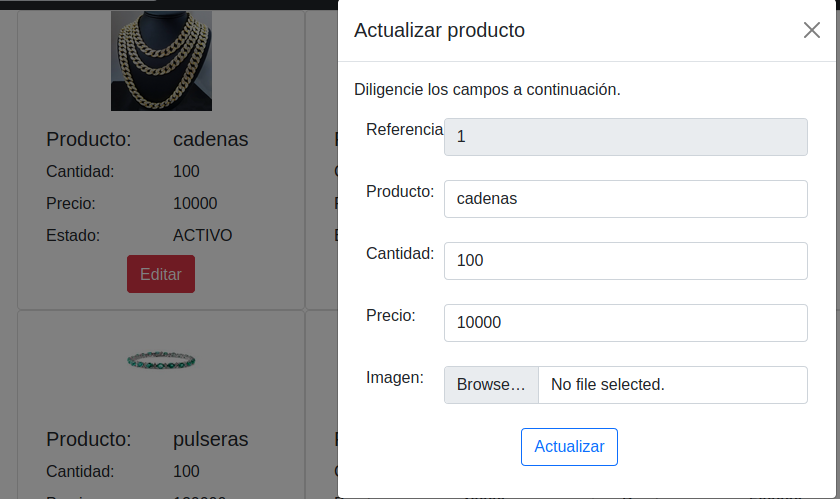 Actualizar producto
Diligencie los campos a continuación.
Referencia 1
Producto: cadenas
Cantidad: 100
Precio: 10000
Imagen: Browse... No file selected.
Actualizar
Producto: cadenas
Cantidad: 100
Precio: 10000
Estado: ACTIVO
Editar
Producto: pulseras
Cantidad: 100